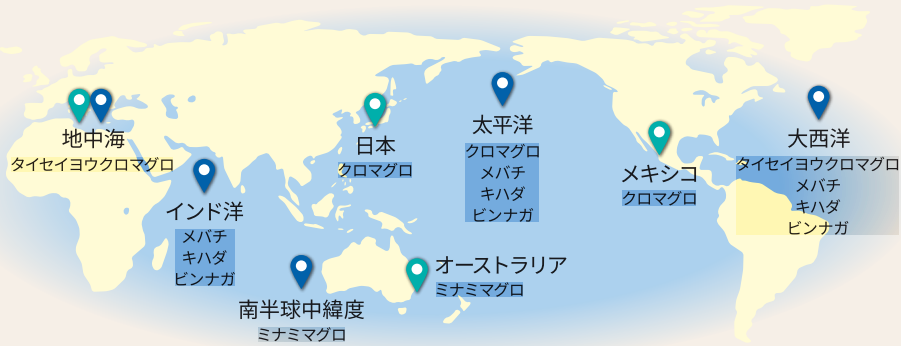 地中海
タイセイヨウクロマグロ
インド洋
メバチ
キハダ
ビンナガ
日本
クロマグロ
南半球中緯度
ミナミマグロ
オーストラリア
ミナミマグロ
太平洋
クロマグロ
メバチ
キハダ
ビンナガ
メキシコ
クロマグロ
大西洋
タイセイヨウクロマグロ
メバチ
キハダ
ビンナガ